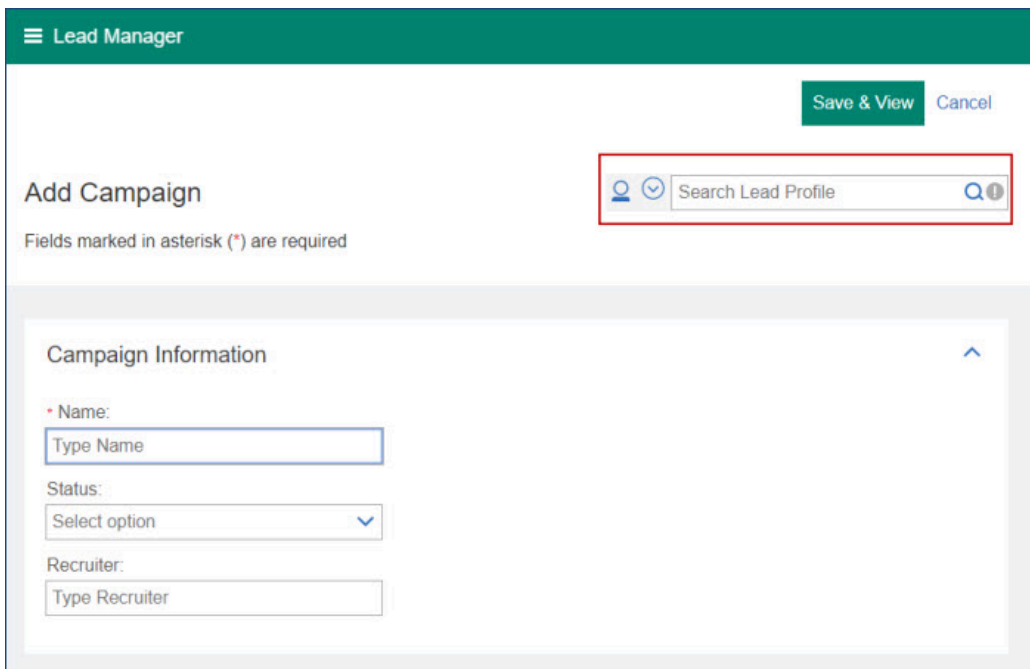 Lead Manager
Save & View Cancel
Add Campaign
Search Lead Profile
Fields marked in asterisk (*) are required
Campaign Information
* Name:
Type Name
Status:
Select option
Recruiter:
Type Recruiter